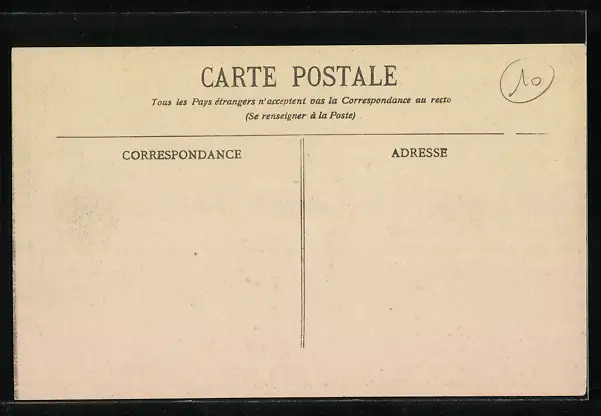 CARTE POSTALE
10
Tous les Pays étrangers n'acceptent pas la Correspondance au recto
(Se renseigner à la Poste)
CORRESPONDANCE
ADRESSE